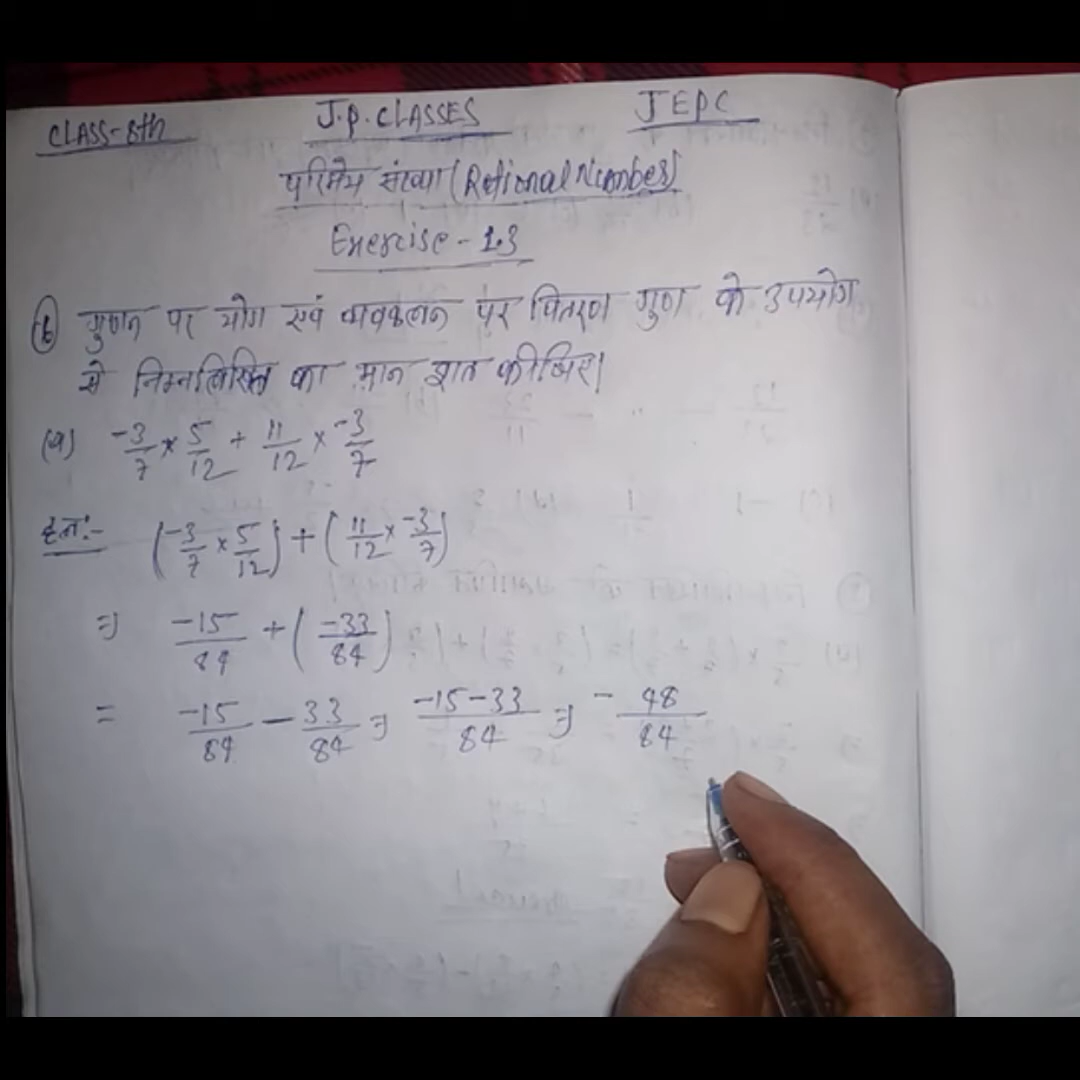 CLASS-8th J.P. CLASSES JEPC
परिमेय संख्या (Rational Number)
Exercise - 1.3
⑥ गुणन पर योग एवं व्यवकलन पर वितरण गुण के उपयोग
से निम्नलिखित का मान ज्ञात कीजिए।
(a) -3/7 × 5/12 + 11/12 × -3/7
हल:- (-3/7 × 5/12) + (11/12 × -3/7)
⇒ -15/84 + (-33/84)
= -15/84 - 33/84 ⇒ -15-33/84 ⇒ - 48/84